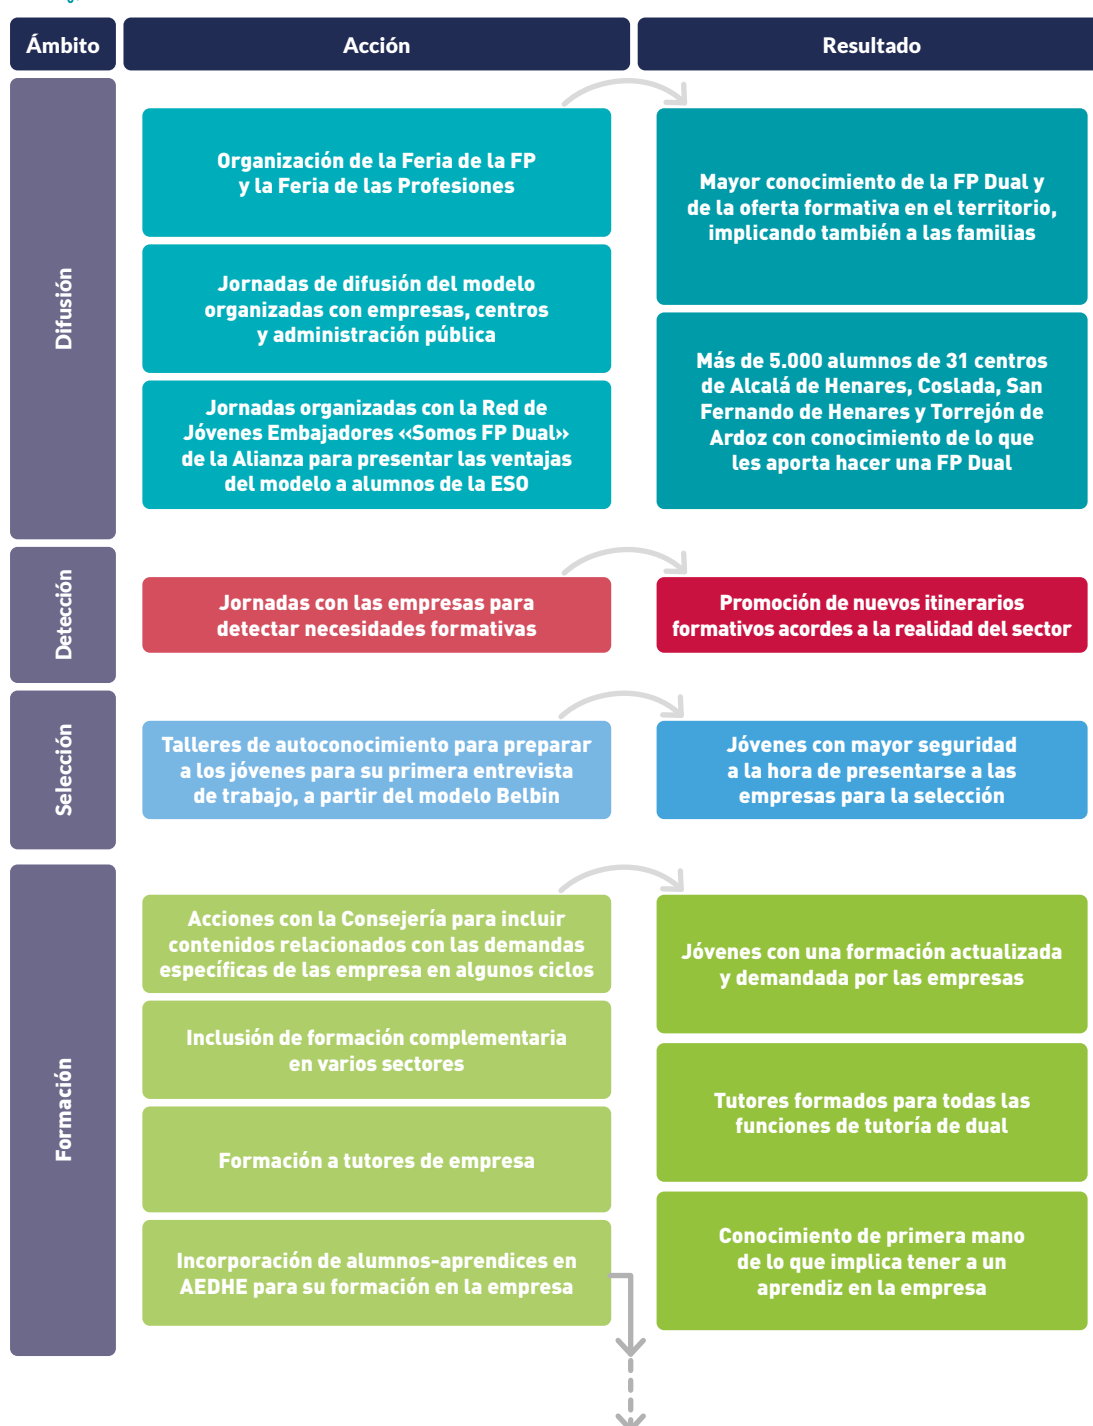 Ámbito
Acción
Resultado
Difusión
Organización de la Feria de la FP
y la Feria de las Profesiones
Jornadas de difusión del modelo
organizadas con empresas, centros
y administración pública
Jornadas organizadas con la Red de
Jóvenes Embajadores «Somos FP Dual»
de la Alianza para presentar las ventajas
del modelo a alumnos de la ESO
Mayor conocimiento de la FP Dual y
de la oferta formativa en el territorio,
implicando también a las familias
Más de 5.000 alumnos de 31 centros
de Alcalá de Henares, Coslada, San
Fernando de Henares y Torrejón de
Ardoz con conocimiento de lo que
les aporta hacer una FP Dual
Detección
Jornadas con las empresas para
detectar necesidades formativas
Promoción de nuevos itinerarios
formativos acordes a la realidad del sector
Selección
Talleres de autoconocimiento para preparar
a los jóvenes para su primera entrevista
de trabajo, a partir del modelo Belbin
Jóvenes con mayor seguridad
a la hora de presentarse a las
empresas para la selección
Formación
Acciones con la Consejería para incluir
contenidos relacionados con las demandas
específicas de las empresa en algunos ciclos
Inclusión de formación complementaria
en varios sectores
Formación a tutores de empresa
Incorporación de alumnos-aprendices en
AEDHE para su formación en la empresa
Jóvenes con una formación actualizada
y demandada por las empresas
Tutores formados para todas las
funciones de tutoría de dual
Conocimiento de primera mano
de lo que implica tener a un
aprendiz en la empresa